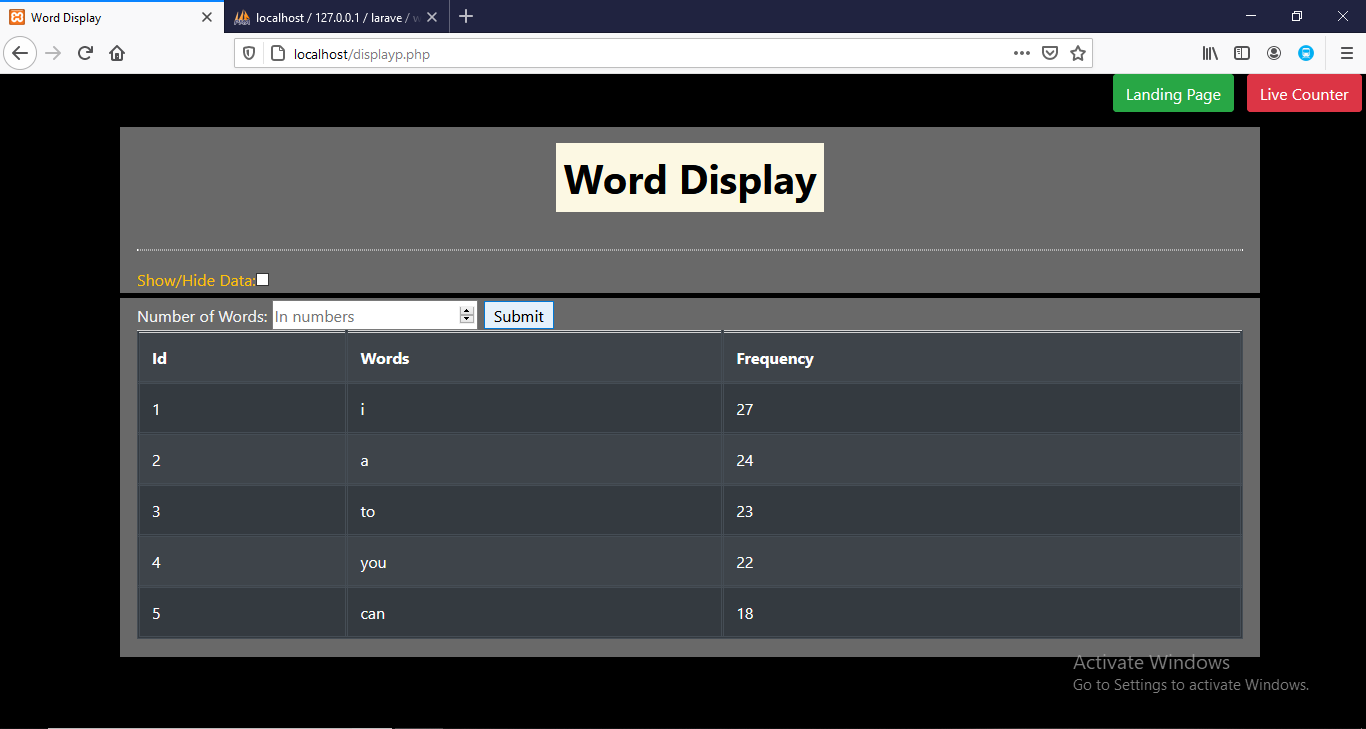 Word Display
localhost / 127.0.0.1 / larave / w
localhost/displayp.php
Landing Page
Live Counter
Word Display
Show/Hide Data:
Number of Words: In numbers Submit
Id Words Frequency
1 i 27
2 a 24
3 to 23
4 you 22
5 can 18
Activate Windows
Go to Settings to activate Windows.